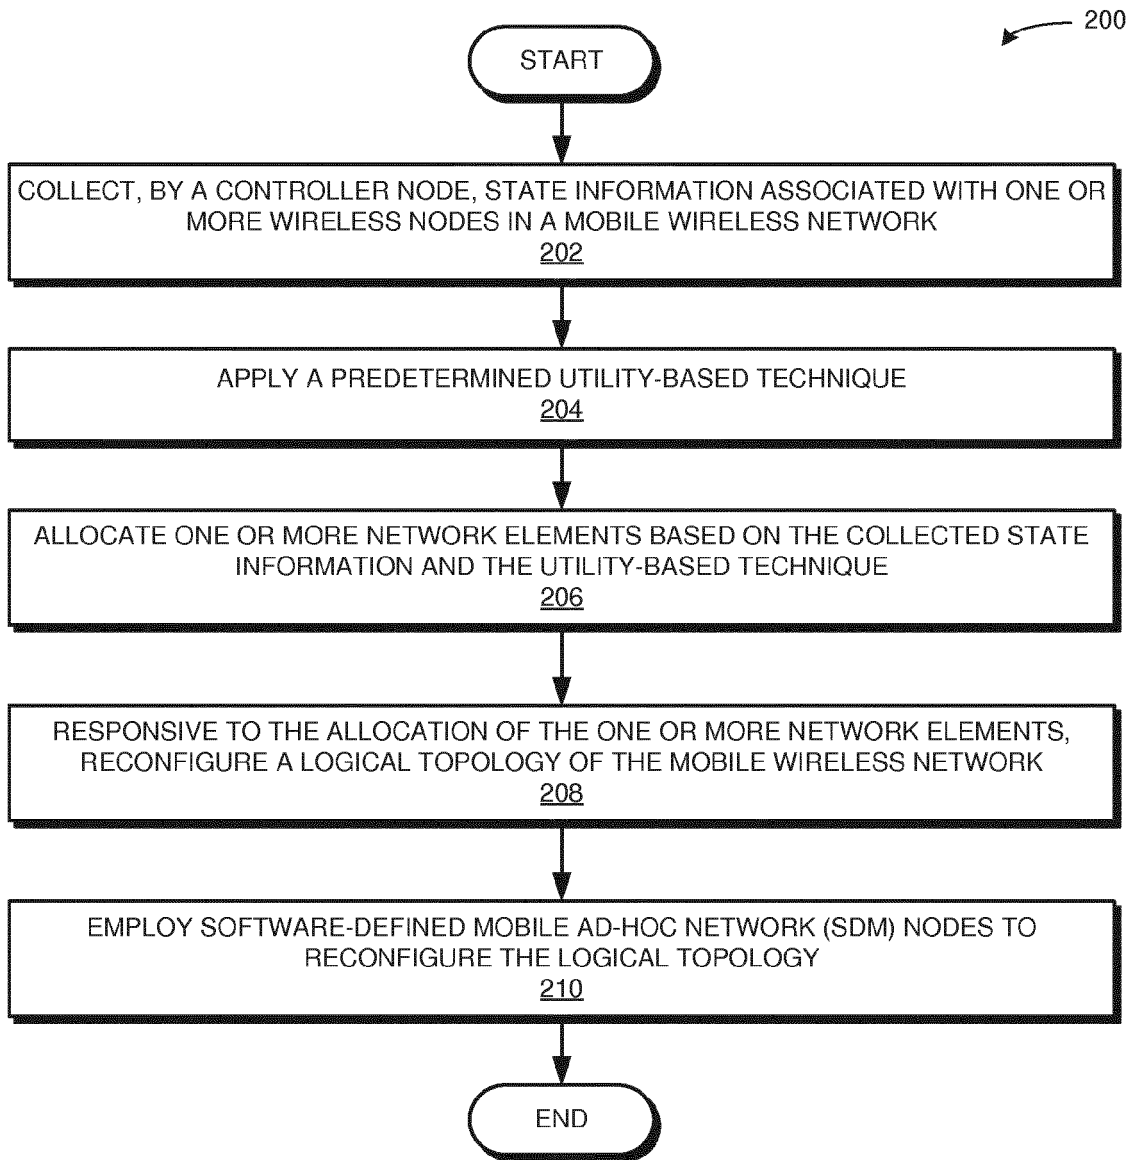 200
START
COLLECT, BY A CONTROLLER NODE, STATE INFORMATION ASSOCIATED WITH ONE OR
MORE WIRELESS NODES IN A MOBILE WIRELESS NETWORK
202
APPLY A PREDETERMINED UTILITY-BASED TECHNIQUE
204
ALLOCATE ONE OR MORE NETWORK ELEMENTS BASED ON THE COLLECTED STATE
INFORMATION AND THE UTILITY-BASED TECHNIQUE
206
RESPONSIVE TO THE ALLOCATION OF THE ONE OR MORE NETWORK ELEMENTS,
RECONFIGURE A LOGICAL TOPOLOGY OF THE MOBILE WIRELESS NETWORK
208
EMPLOY SOFTWARE-DEFINED MOBILE AD-HOC NETWORK (SDM) NODES TO
RECONFIGURE THE LOGICAL TOPOLOGY
210
END